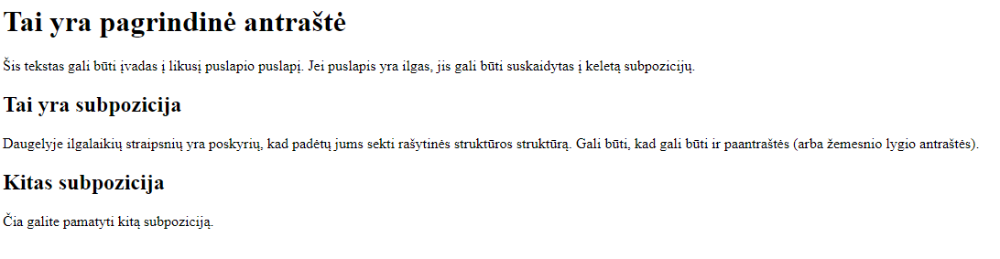 Tai yra pagrindinė antraštė
Šis tekstas gali būti įvadas į likusį puslapio puslapį. Jei puslapis yra ilgas, jis gali būti suskaidytas į keletą subpozicijų.
Tai yra subpozicija
Daugelyje ilgalaikių straipsnių yra poskyrių, kad padėtų jums sekti rašytinės struktūros struktūrą. Gali būti, kad gali būti ir paantraštės (arba žemesnio lygio antraštės).
Kitas subpozicija
Čia galite pamatyti kitą subpoziciją.